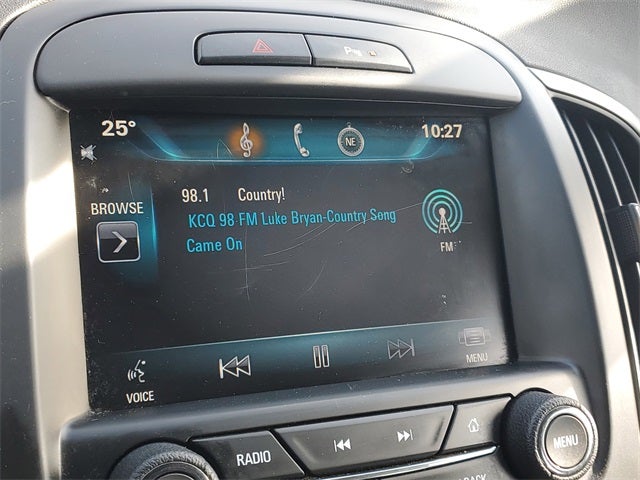 25° NE 10:27
98.1 Country!
BROWSE
KCQ 98 FM Luke Bryan-Country Song
Came On
FM
VOICE
MENU
RADIO
MENU
BACK